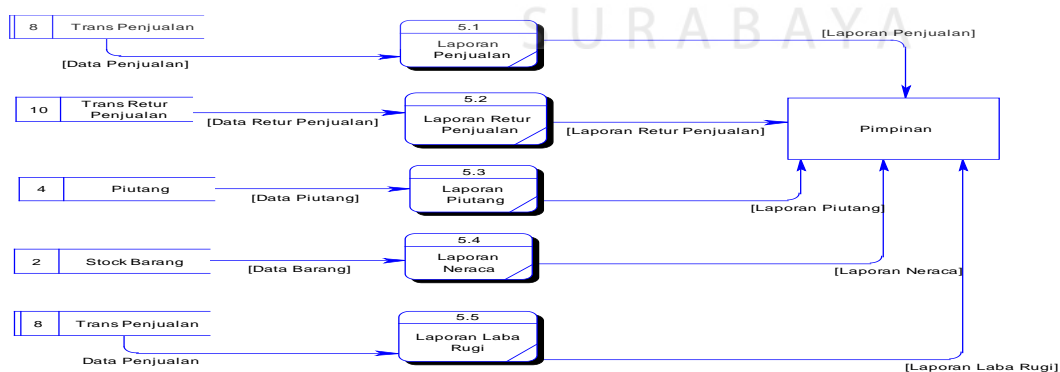 SURABAYA
8 Trans Penjualan
[Data Penjualan]
5.1
Laporan
Penjualan
[Laporan Penjualan]
10 Trans Retur
Penjualan
[Data Retur Penjualan]
5.2
Laporan Retur
Penjualan
[Laporan Retur Penjualan]
Pimpinan
4 Piutang
[Data Piutang]
5.3
Laporan
Piutang
[Laporan Piutang]
2 Stock Barang
[Data Barang]
5.4
Laporan
Neraca
[Laporan Neraca]
8 Trans Penjualan
Data Penjualan
5.5
Laporan Laba
Rugi
[Laporan Laba Rugi]